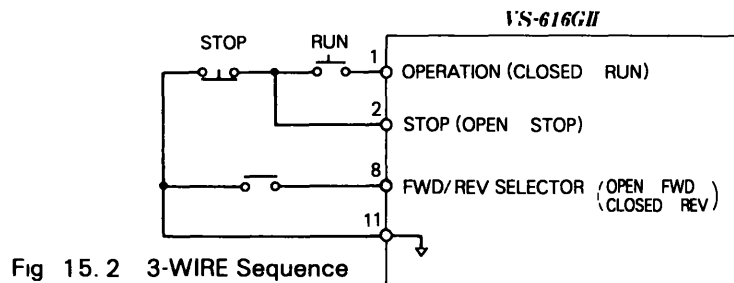 VS-616GII
STOP
RUN
1
OPERATION (CLOSED RUN)
2
STOP (OPEN STOP)
8
FWD/REV SELECTOR (OPEN FWD
CLOSED REV)
11
Fig 15.2 3-WIRE Sequence